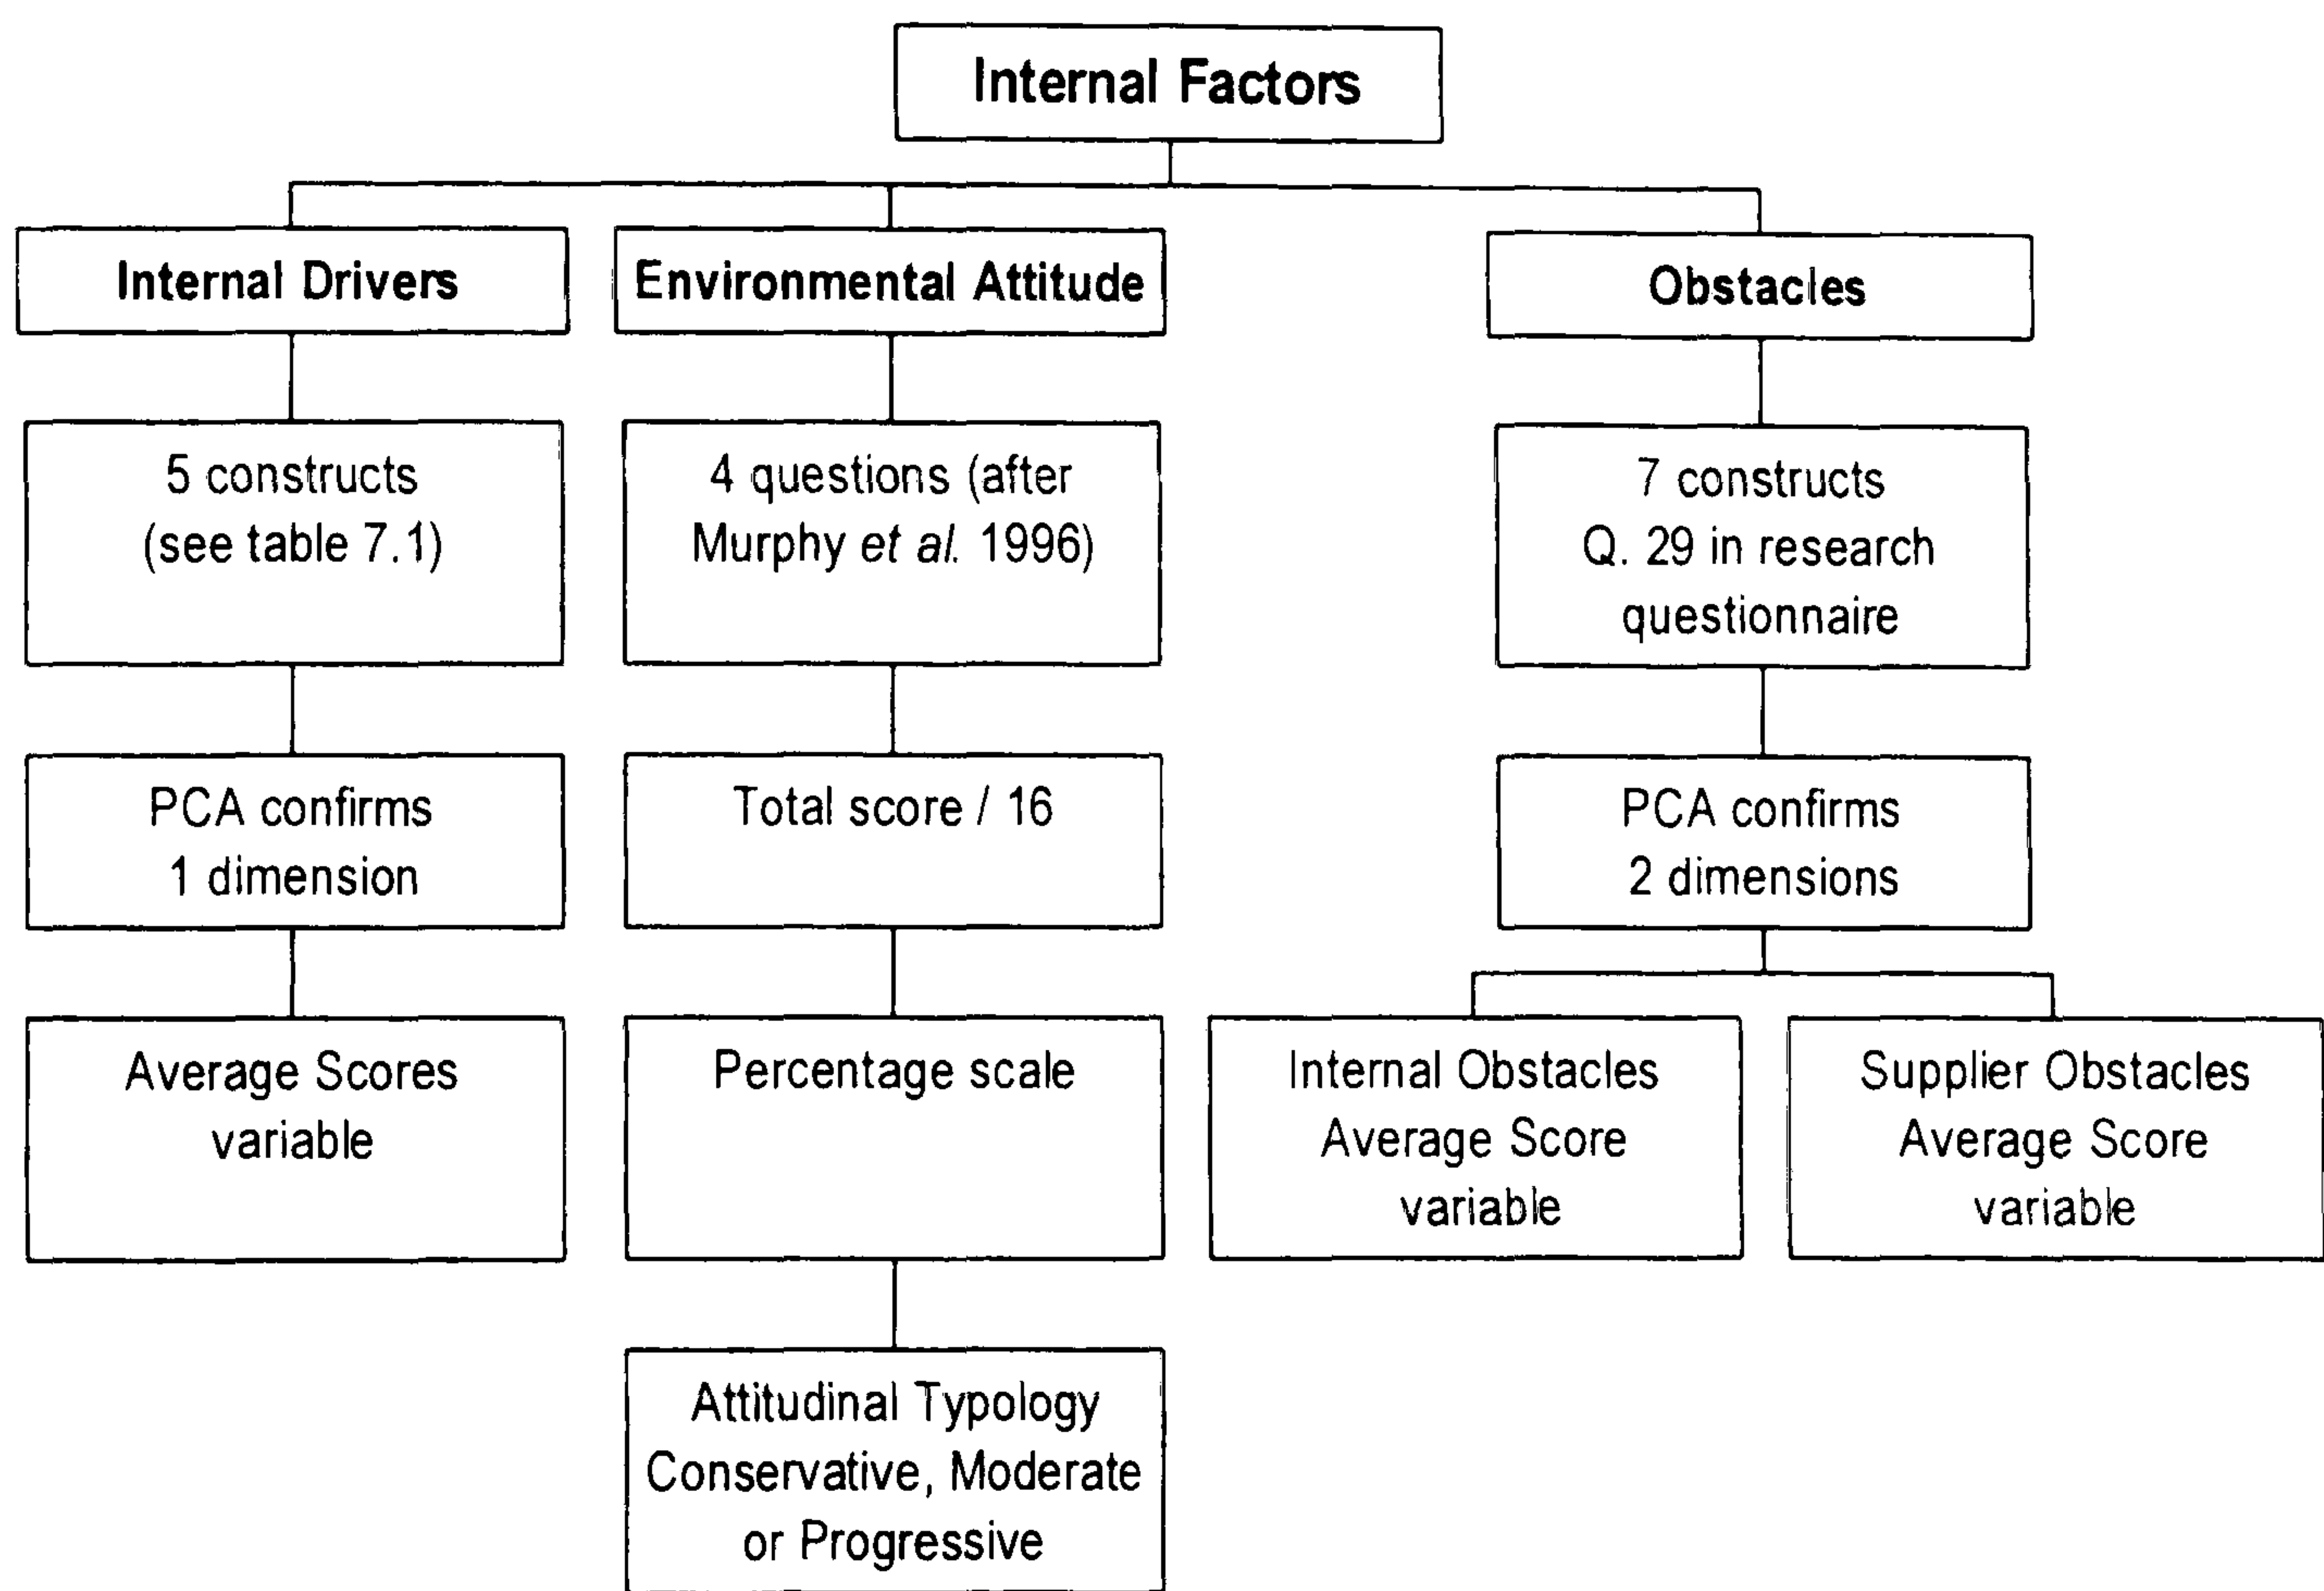 Internal Factors
Internal Drivers
Environmental Attitude
Obstacles
5 constructs
(see table 7.1)
4 questions (after
Murphy et al. 1996)
7 constructs
Q. 29 in research
questionnaire
PCA confirms
1 dimension
Total score / 16
PCA confirms
2 dimensions
Average Scores
variable
Percentage scale
Internal Obstacles
Average Score
variable
Supplier Obstacles
Average Score
variable
Attitudinal Typology
Conservative, Moderate
or Progressive